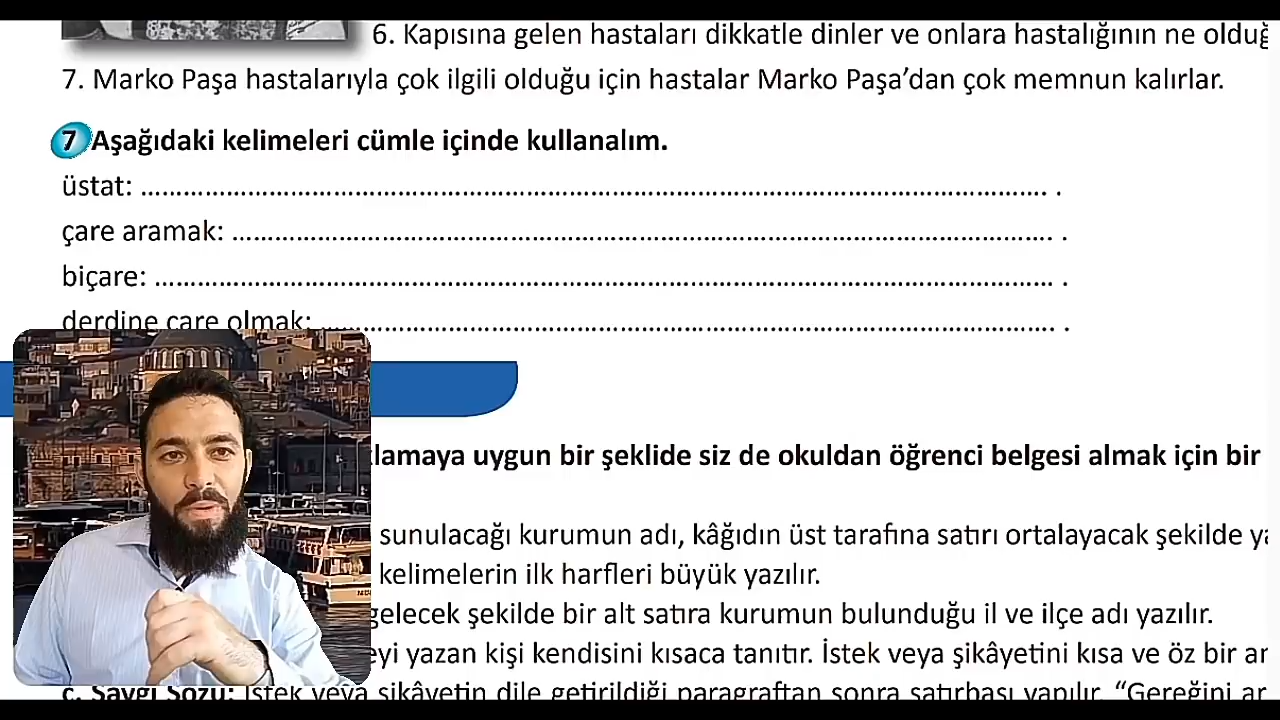 6. Kapısına gelen hastaları dikkatle dinler ve onlara hastalığının ne olduğ
7. Marko Paşa hastalarıyla çok ilgili olduğu için hastalar Marko Paşa’dan çok memnun kalırlar.
7 Aşağıdaki kelimeleri cümle içinde kullanalım.
üstat: ........................................................................ .
çare aramak: ........................................................................ .
biçare: ........................................................................ .
derdine çare olmak: ........................................................................ .
klamaya uygun bir şeklide siz de okuldan öğrenci belgesi almak için bir
sunulacağı kurumun adı, kâğıdın üst tarafına satırı ortalayacak şekilde ya
kelimelerin ilk harfleri büyük yazılır.
gelecek şekilde bir alt satıra kurumun bulunduğu il ve ilçe adı yazılır.
eyi yazan kişi kendisini kısaca tanıtır. İstek veya şikâyetini kısa ve öz bir an
c. Saygı Sözü: İstek veya şikâyetin dile getirildiği paragraftan sonra satırbaşı yapılır. “Gereğini ar